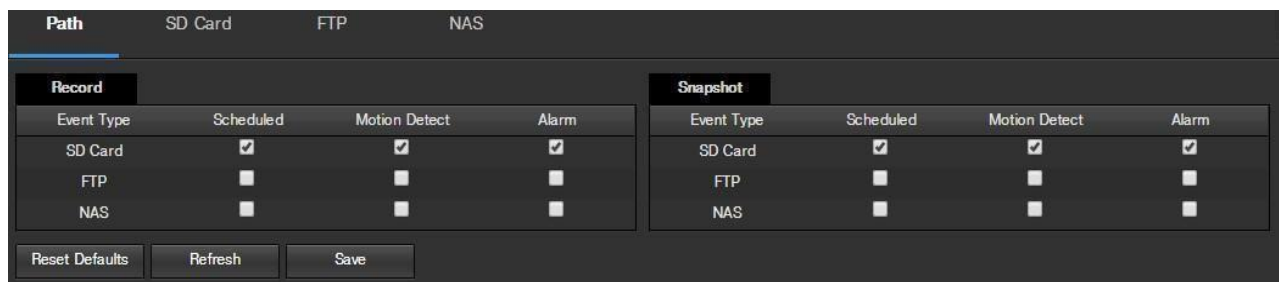 Path SD Card FTP NAS
Record Snapshot
Event Type Scheduled Motion Detect Alarm Event Type Scheduled Motion Detect Alarm
SD Card SD Card
FTP FTP
NAS NAS
Reset Defaults Refresh Save